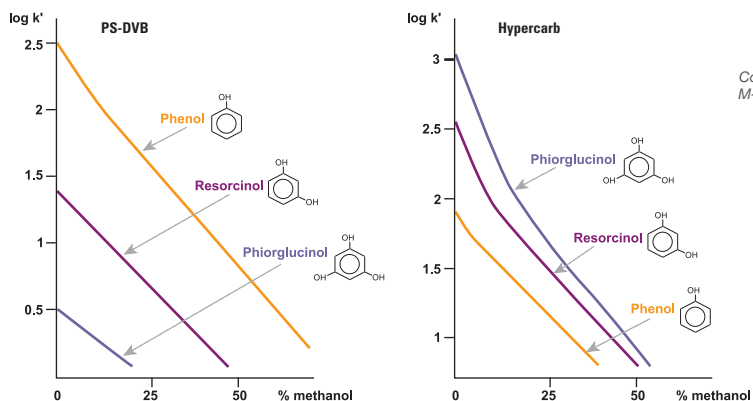 log k'
PS-DVB
2.5
2
1.5
1
0.5
0
25
50
% methanol
Phenol
OH
Resorcinol
OH
OH
Phiorglucinol
OH
HO
OH
log k'
Hypercarb
3
2.5
2
1.5
1
0
25
50
% methanol
Phiorglucinol
OH
OH
OH
Resorcinol
OH
OH
Phenol
OH